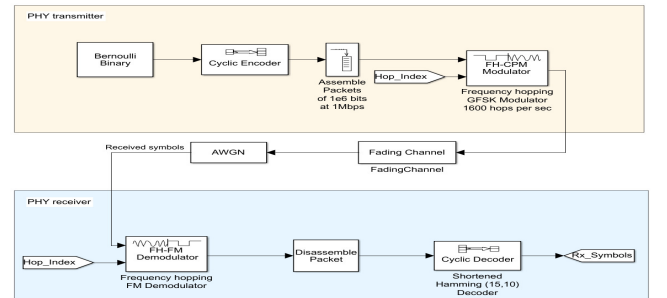 PHY transmitter
Bernoulli
Binary
Cyclic Encoder
Assemble
Packets
of 1e6 bits
at 1Mbps
Hop_Index
FH-CPM
Modulator
Frequency hopping
GFSK Modulator
1600 hops per sec
Received symbols
AWGN
Fading Channel
FadingChannel
PHY receiver
Hop_Index
FH-FM
Demodulator
Frequency hopping
FM Demodulator
Disassemble
Packet
Cyclic Decoder
Shortened
Hamming (15,10)
Decoder
Rx_Symbols